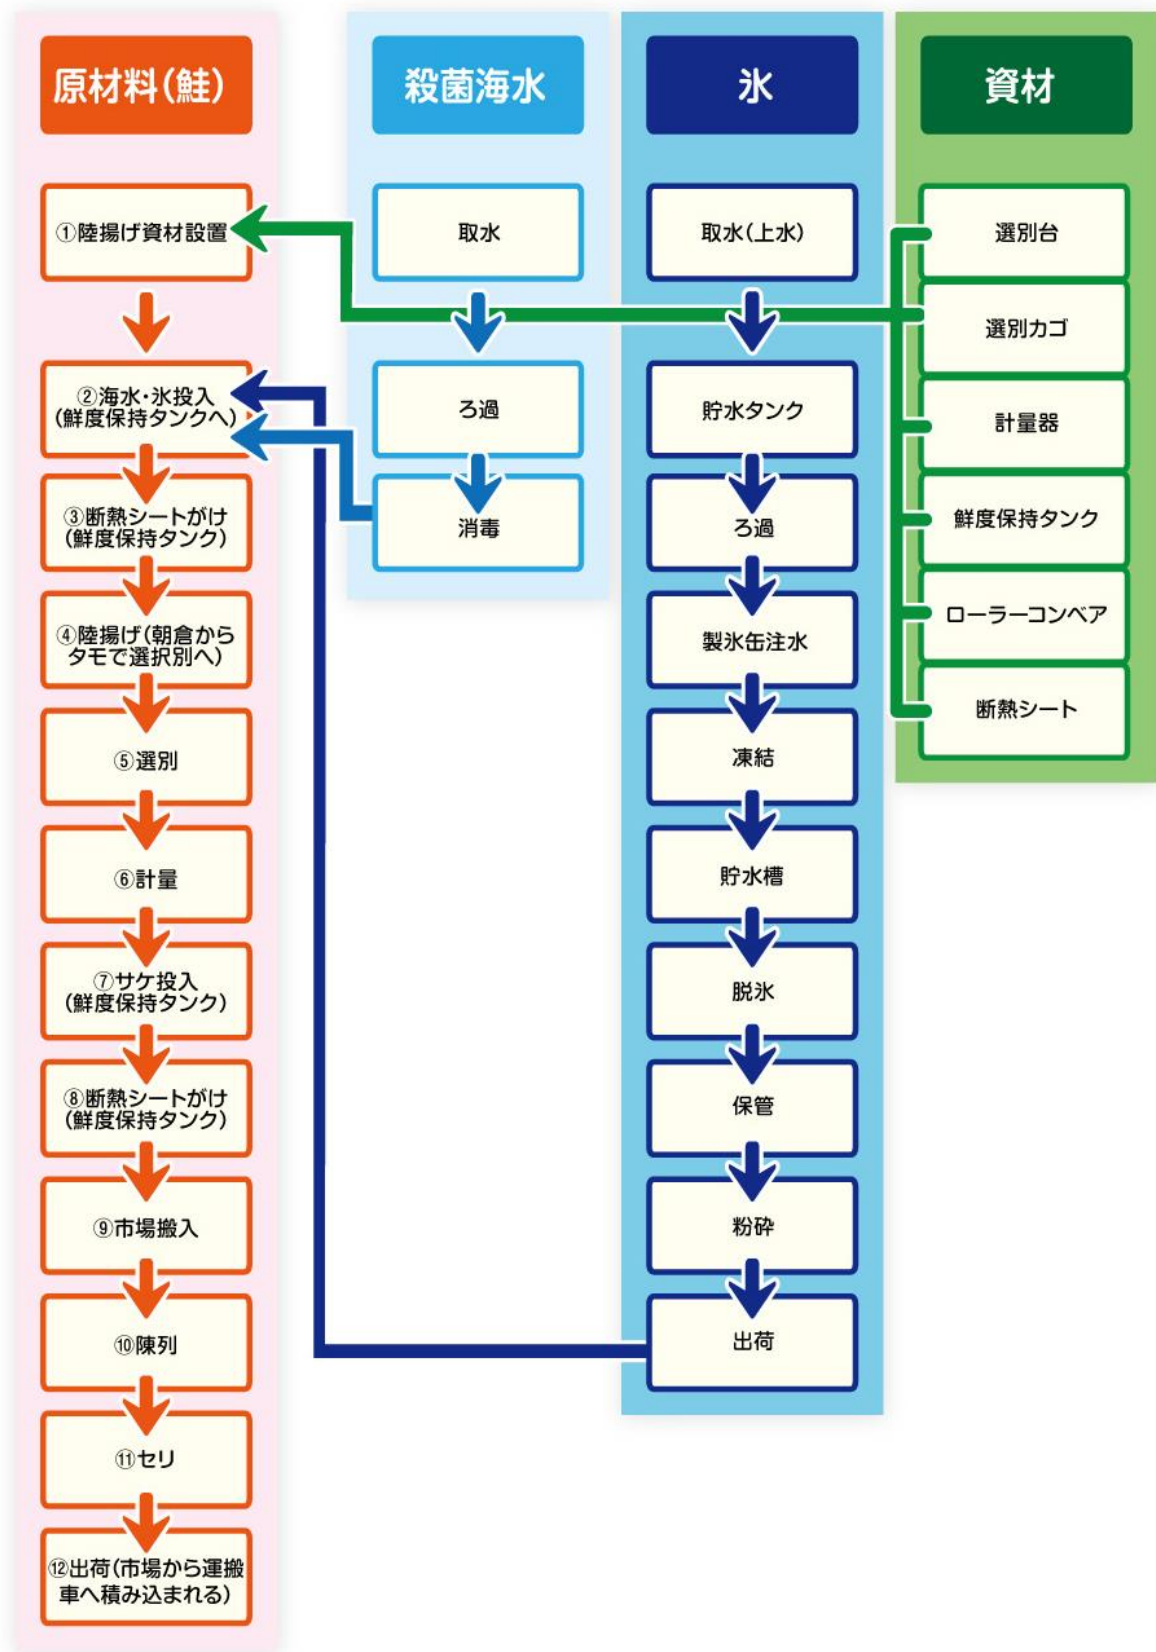 原材料(鮭)
①陸揚げ資材設置
②海水・氷投入
(鮮度保持タンクへ)
③断熱シートがけ
(鮮度保持タンク)
④陸揚げ(朝倉から
タモで選択別へ)
⑤選別
⑥計量
⑦サケ投入
(鮮度保持タンク)
⑧断熱シートがけ
(鮮度保持タンク)
⑨市場搬入
⑩陳列
⑪セリ
⑫出荷(市場から運搬
車へ積み込まれる)
殺菌海水
取水
ろ過
消毒
氷
取水(上水)
貯水タンク
ろ過
製氷缶注水
凍結
貯水槽
脱氷
保管
粉砕
出荷
資材
選別台
選別カゴ
計量器
鮮度保持タンク
ローラーコンベア
断熱シート